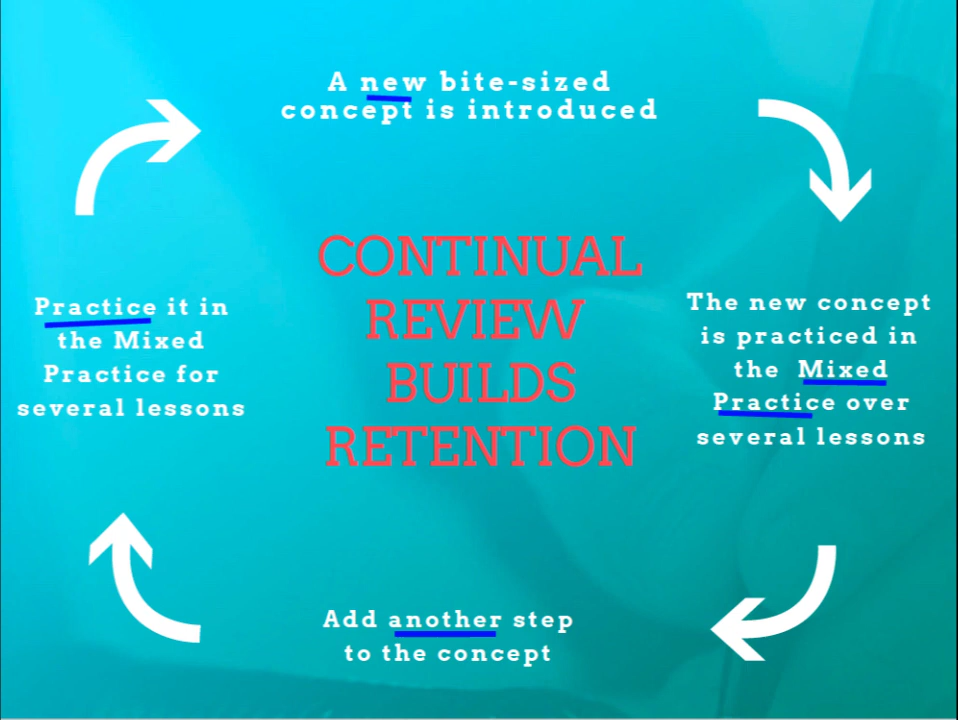 A new bite-sized
concept is introduced
The new concept
is practiced in
the Mixed
Practice over
several lessons
Add another step
to the concept
Practice it in
the Mixed
Practice for
several lessons
CONTINUAL
REVIEW
BUILDS
RETENTION